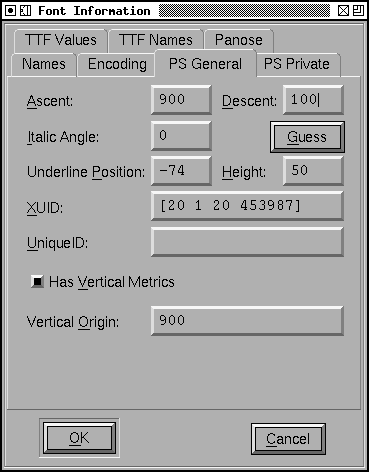 Font Information
TTF Values TTF Names Panose
Names Encoding PS General PS Private
Ascent: 900 Descent: 100
Italic Angle: 0 Guess
Underline Position: -74 Height: 50
XUID: [20 1 20 453987]
UniqueID:
Has Vertical Metrics
Vertical Origin: 900
OK Cancel